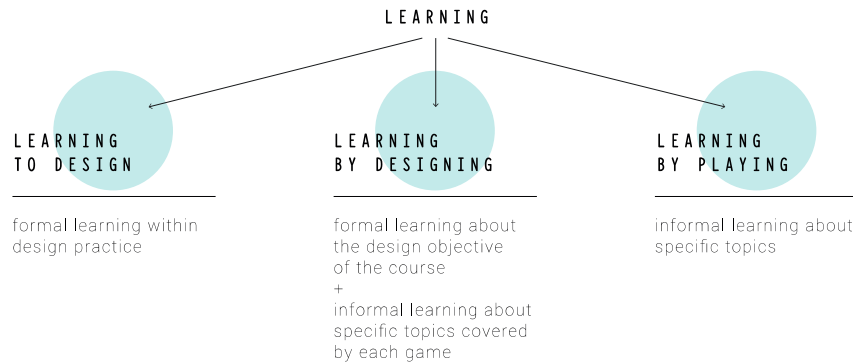 LEARNING
LEARNING
TO DESIGN
formal learning within
design practice
LEARNING
BY DESIGNING
formal learning about
the design objective
of the course
+
informal learning about
specific topics covered
by each game
LEARNING
BY PLAYING
informal learning about
specific topics